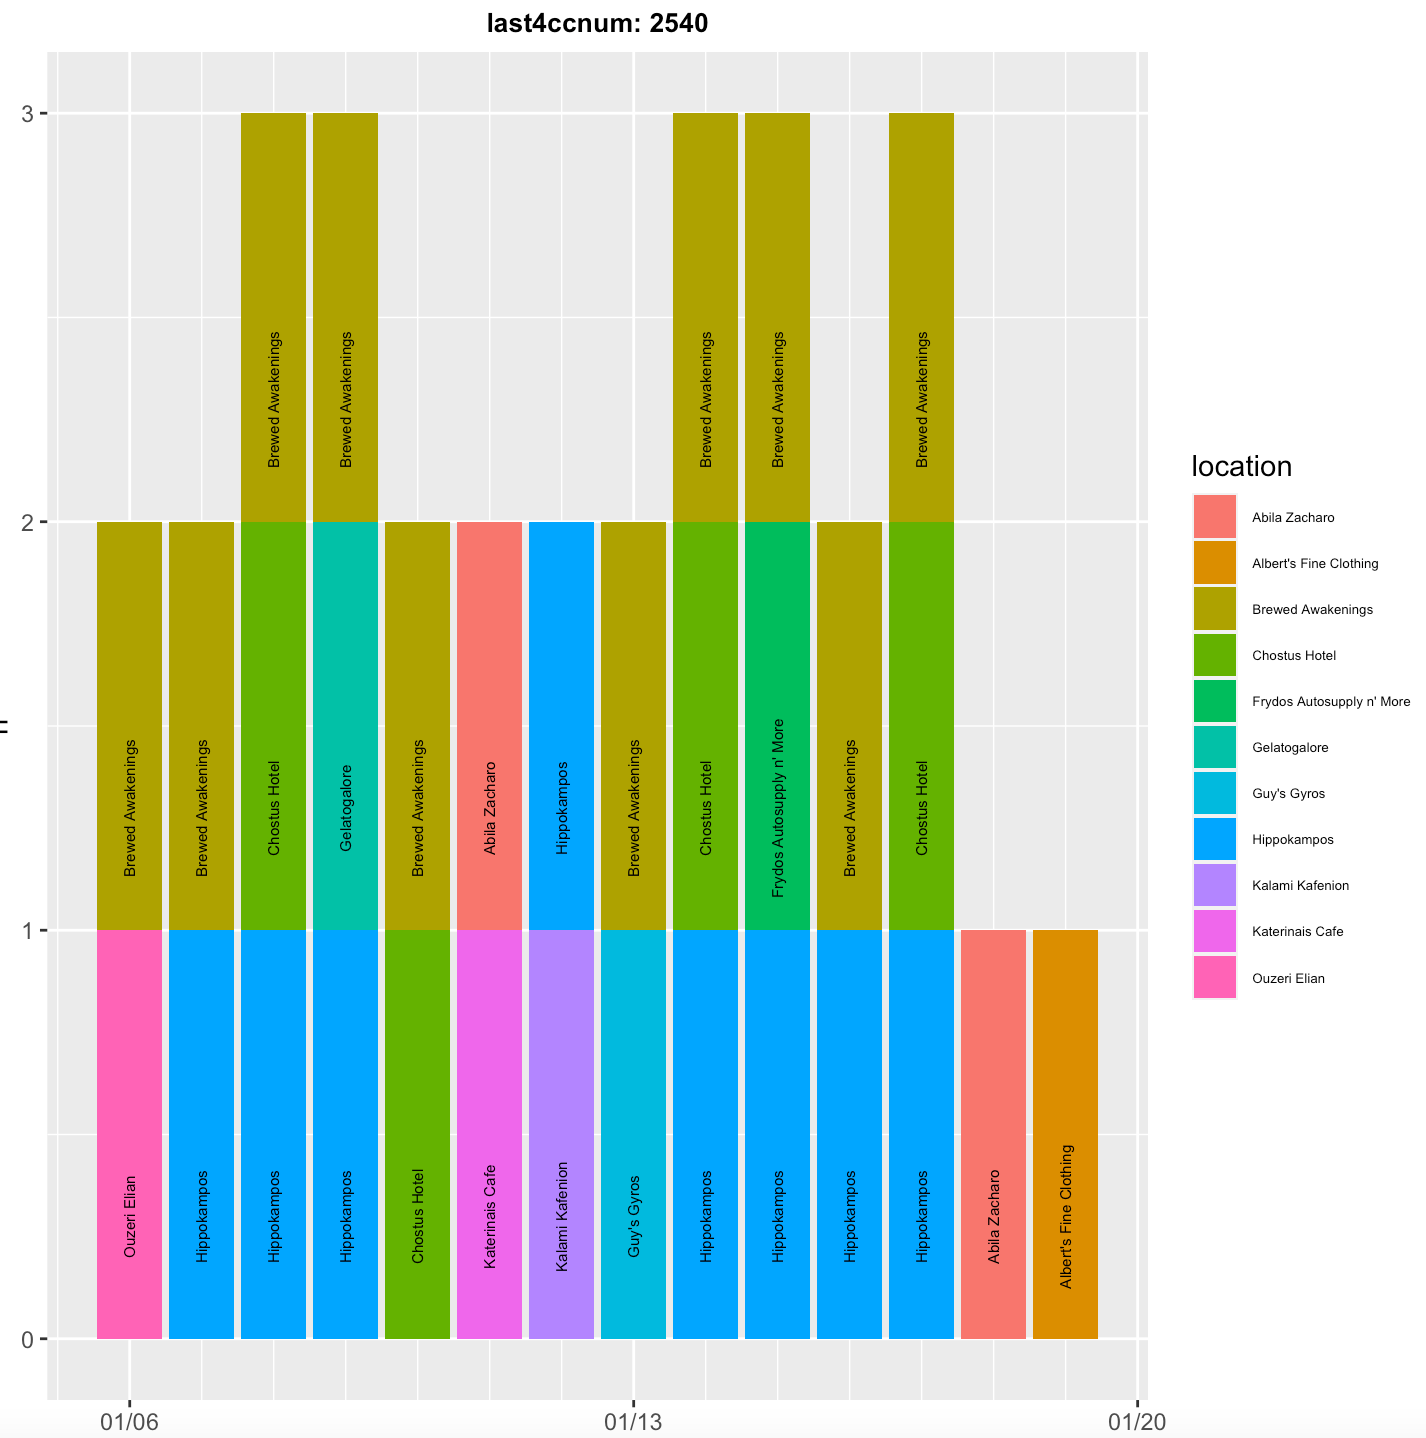 last4ccnum: 2540
3
2
1
0
Brewed Awakenings
Brewed Awakenings
Brewed Awakenings
Brewed Awakenings
Brewed Awakenings
Brewed Awakenings
Brewed Awakenings
Chostus Hotel
Gelatogalore
Brewed Awakenings
Abila Zacharo
Hippokampos
Brewed Awakenings
Chostus Hotel
Frydos Autosupply n' More
Brewed Awakenings
Chostus Hotel
Ouzeri Elian
Hippokampos
Hippokampos
Hippokampos
Chostus Hotel
Katerinais Cafe
Kalami Kafenion
Guy's Gyros
Hippokampos
Hippokampos
Hippokampos
Hippokampos
Abila Zacharo
Albert's Fine Clothing
01/06
01/13
01/20
location
Abila Zacharo
Albert's Fine Clothing
Brewed Awakenings
Chostus Hotel
Frydos Autosupply n' More
Gelatogalore
Guy's Gyros
Hippokampos
Kalami Kafenion
Katerinais Cafe
Ouzeri Elian